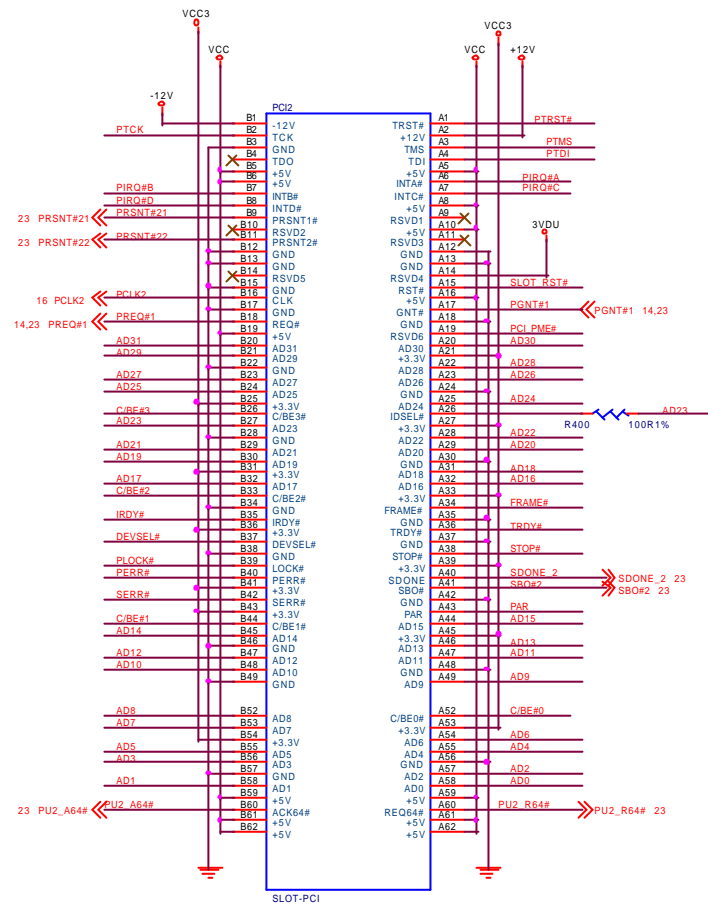 VCC3
VCC3
VCC
VCC
+12V
-12V
PCI2
B1 -12V TRST# A1 PTRST#
PTCK B2 TCK +12V A2
B3 GND TMS A3 PTMS
B4 TDO TDI A4 PTDI
B5 +5V +5V A5
B6 +5V INTA# A6 PIRQ#A
PIRQ#B B7 INTB# INTC# A7 PIRQ#C
PIRQ#D B8 INTD# +5V A8
23 PRSNT#21 PRSNT#21 B9 PRSNT1# RSVD1 A9
B10 RSVD2 +5V A10
23 PRSNT#22 PRSNT#22 B11 PRSNT2# RSVD3 A11
3VDU
B12 GND GND A12
B13 GND GND A13
B14 RSVD5 RSVD4 A14
B15 GND RST# A15 SLOT_RST#
16 PCLK2 PCLK2 B16 CLK +5V A16
B17 GND GNT# A17 PGNT#1 PGNT#1 14,23
14,23 PREQ#1 PREQ#1 B18 REQ# GND A18
B19 +5V RSVD6 A19 PCI_PME#
AD31 B20 AD31 AD30 A20 AD30
AD29 B21 AD29 +3.3V A21
B22 GND AD28 A22 AD28
AD27 B23 AD27 AD26 A23 AD26
AD25 B24 AD25 GND A24
B25 +3.3V AD24 A25 AD24
C/BE#3 B26 C/BE3# IDSEL# A26 R400 100R1% AD23
AD23 B27 AD23 +3.3V A27
B28 GND AD22 A28 AD22
AD21 B29 AD21 AD20 A29 AD20
AD19 B30 AD19 GND A30
B31 +3.3V AD18 A31 AD18
AD17 B32 AD17 AD16 A32 AD16
C/BE#2 B33 C/BE2# +3.3V A33
B34 GND FRAME# A34 FRAME#
IRDY# B35 IRDY# GND A35
B36 +3.3V TRDY# A36 TRDY#
DEVSEL# B37 DEVSEL# GND A37
B38 GND STOP# A38 STOP#
PLOCK# B39 LOCK# +3.3V A39
PERR# B40 PERR# SDONE A40 SDONE_2 SDONE_2 23
B41 +3.3V SBO# A41 SBO#2 SBO#2 23
SERR# B42 SERR# GND A42
B43 +3.3V PAR A43 PAR
C/BE#1 B44 C/BE1# AD15 A44 AD15
AD14 B45 AD14 +3.3V A45
B46 GND AD13 A46 AD13
AD12 B47 AD12 AD11 A47 AD11
AD10 B48 AD10 GND A48
B49 GND AD9 A49 AD9
AD8 B52 AD8 C/BE0# A52 C/BE#0
AD7 B53 AD7 +3.3V A53
B54 +3.3V AD6 A54 AD6
AD5 B55 AD5 AD4 A55 AD4
AD3 B56 AD3 GND A56
B57 GND AD2 A57 AD2
AD1 B58 AD1 AD0 A58 AD0
B59 +5V +5V A59
23 PU2_A64# PU2_A64# B60 ACK64# REQ64# A60 PU2_R64# PU2_R64# 23
B61 +5V +5V A61
B62 +5V +5V A62
SLOT-PCI